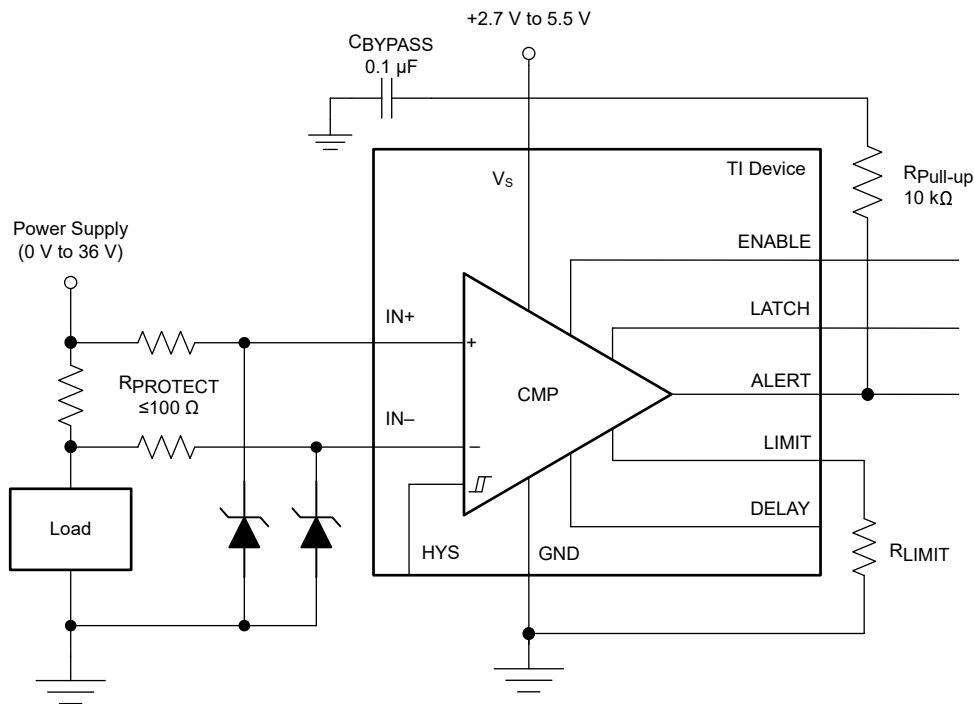 +2.7 V to 5.5 V
CBYPASS
0.1 µF
TI Device
VS
RPull-up
10 kΩ
Power Supply
(0 V to 36 V)
ENABLE
IN+
LATCH
+
RPROTECT
≤100 Ω
CMP
ALERT
IN–
–
LIMIT
Load
DELAY
HYS
GND
RLIMIT